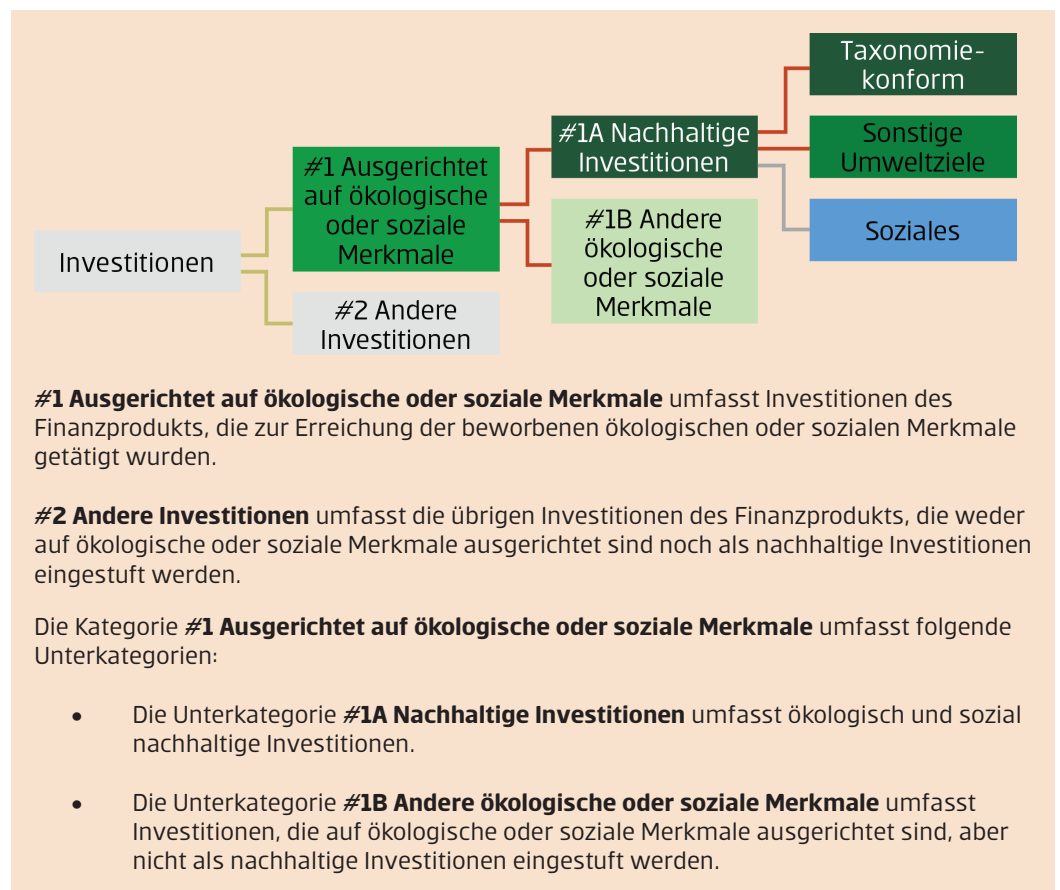 Taxonomie-
konform
#1A Nachhaltige
Investitionen
Sonstige
Umweltziele
#1 Ausgerichtet
auf ökologische
oder soziale
Merkmale
#1B Andere
ökologische
oder soziale
Merkmale
Soziales
Investitionen
#2 Andere
Investitionen
#1 Ausgerichtet auf ökologische oder soziale Merkmale umfasst Investitionen des
Finanzprodukts, die zur Erreichung der beworbenen ökologischen oder sozialen Merkmale
getätigt wurden.
#2 Andere Investitionen umfasst die übrigen Investitionen des Finanzprodukts, die weder
auf ökologische oder soziale Merkmale ausgerichtet sind noch als nachhaltige Investitionen
eingestuft werden.
Die Kategorie #1 Ausgerichtet auf ökologische oder soziale Merkmale umfasst folgende
Unterkategorien:
• Die Unterkategorie #1A Nachhaltige Investitionen umfasst ökologisch und sozial
nachhaltige Investitionen.
• Die Unterkategorie #1B Andere ökologische oder soziale Merkmale umfasst
Investitionen, die auf ökologische oder soziale Merkmale ausgerichtet sind, aber
nicht als nachhaltige Investitionen eingestuft werden.